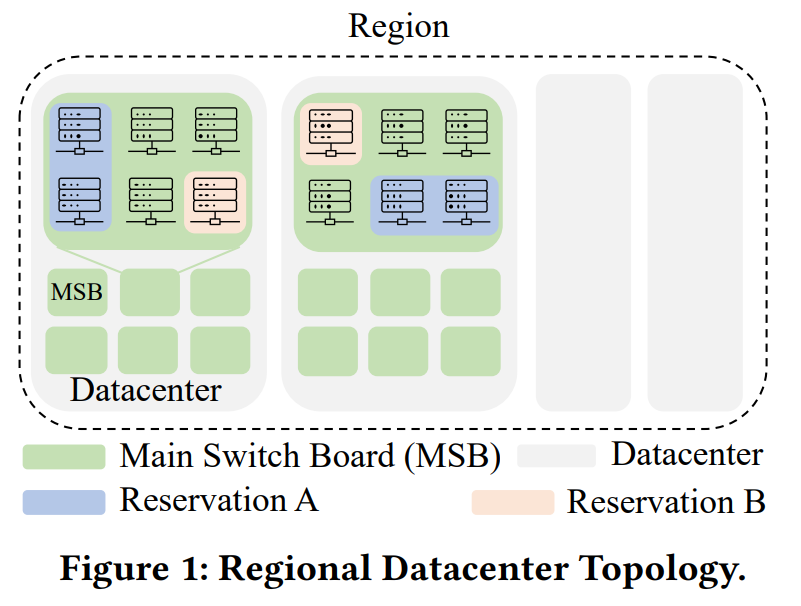 Region
MSB
Datacenter
Main Switch Board (MSB)
Datacenter
Reservation A
Reservation B
Figure 1: Regional Datacenter Topology.